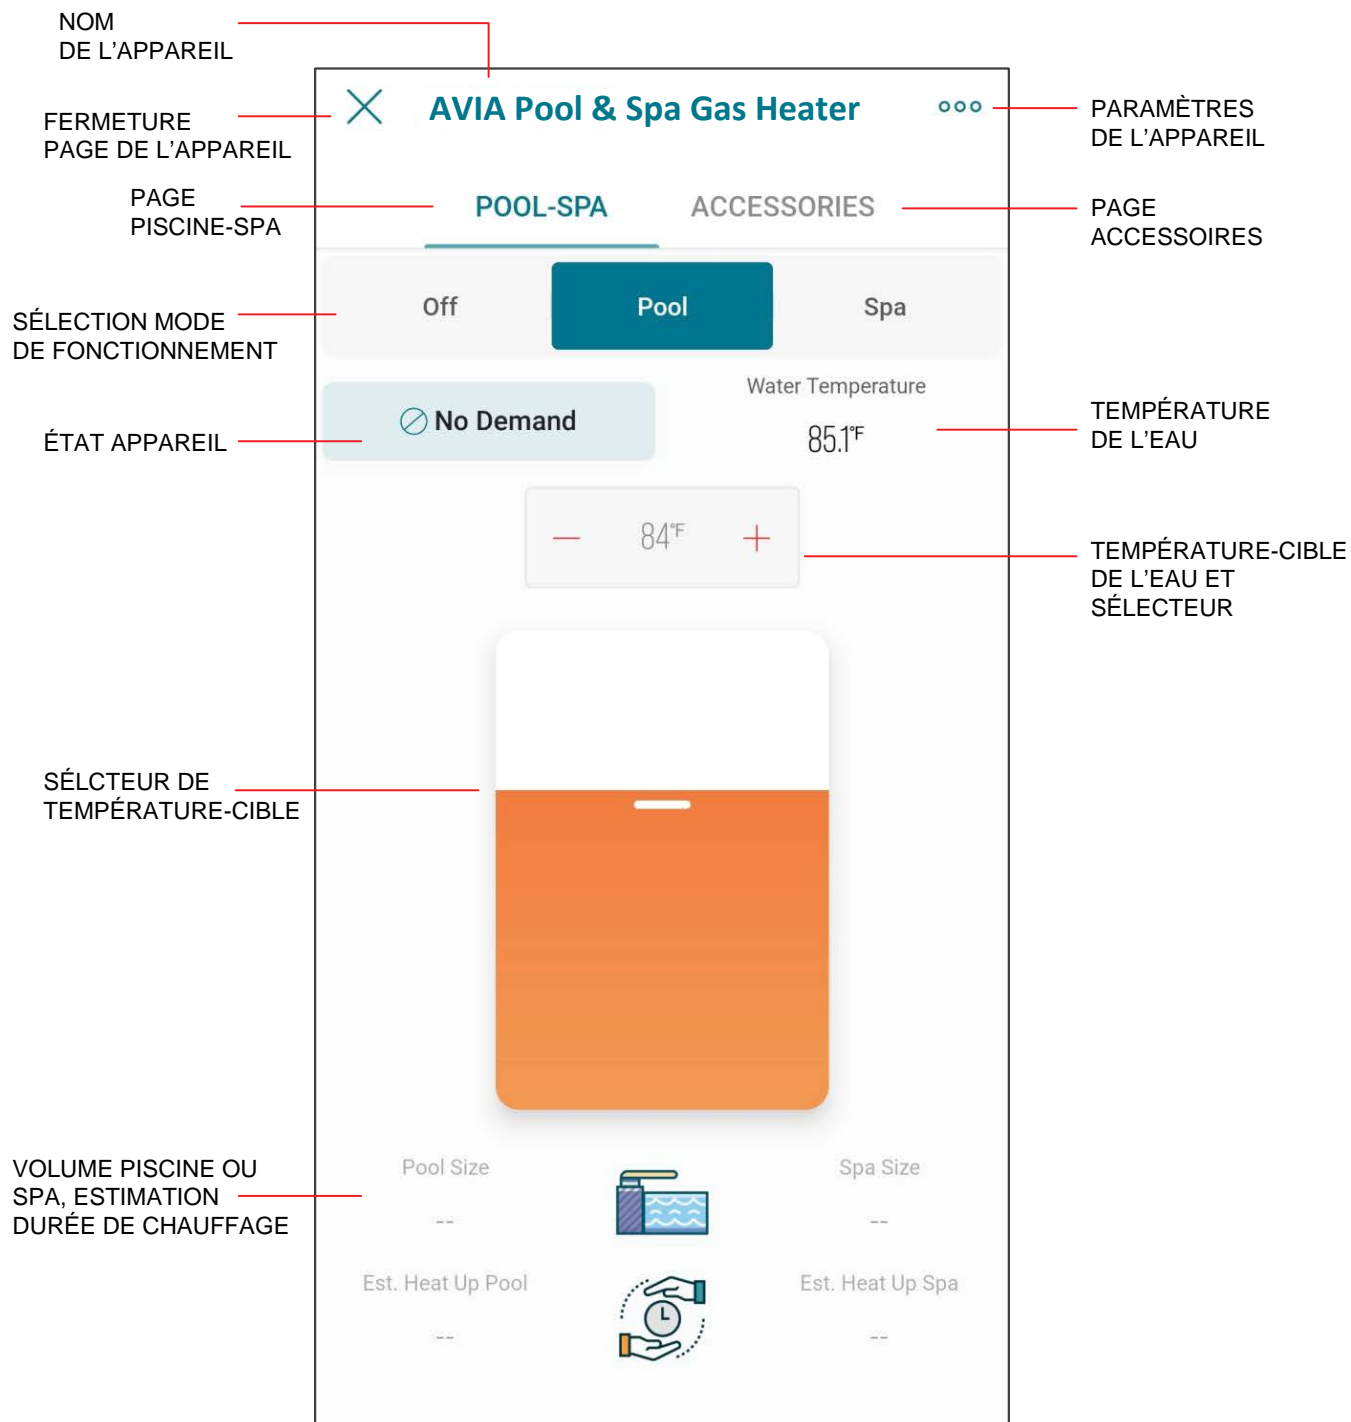 NOM
DE L'APPAREIL
AVIA Pool & Spa Gas Heater
FERMETURE
PAGE DE L'APPAREIL
PARAMÈTRES
DE L'APPAREIL
PAGE
PISCINE-SPA
POOL-SPA
ACCESSORIES
PAGE
ACCESSOIRES
Off
Pool
Spa
SÉLECTION MODE
DE FONCTIONNEMENT
No Demand
Water Temperature
85.1°F
ÉTAT APPAREIL
TEMPÉRATURE
DE L'EAU
84°F
TEMPÉRATURE-CIBLE
DE L'EAU ET
SÉLECTEUR
SÉLCTEUR DE
TEMPÉRATURE-CIBLE
VOLUME PISCINE OU
SPA, ESTIMATION
DURÉE DE CHAUFFAGE
Pool Size
--
Spa Size
--
Est. Heat Up Pool
--
Est. Heat Up Spa
--